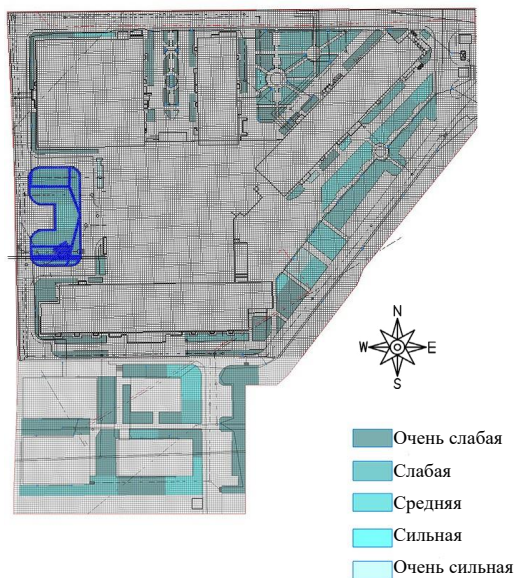 N
W E
S
Очень слабая
Слабая
Средняя
Сильная
Очень сильная